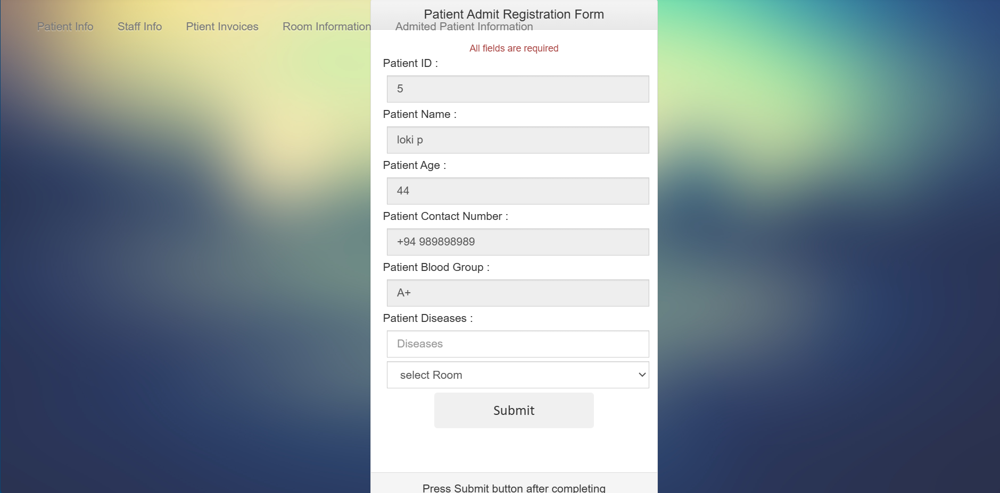 Patient Admit Registration Form
Patient Info Staff Info Ptient Invoices Room Information Admited Patient Information
All fields are required
Patient ID :
5
Patient Name :
loki p
Patient Age :
44
Patient Contact Number :
+94 989898989
Patient Blood Group :
A+
Patient Diseases :
Diseases
select Room
Submit
Press Submit button after completing